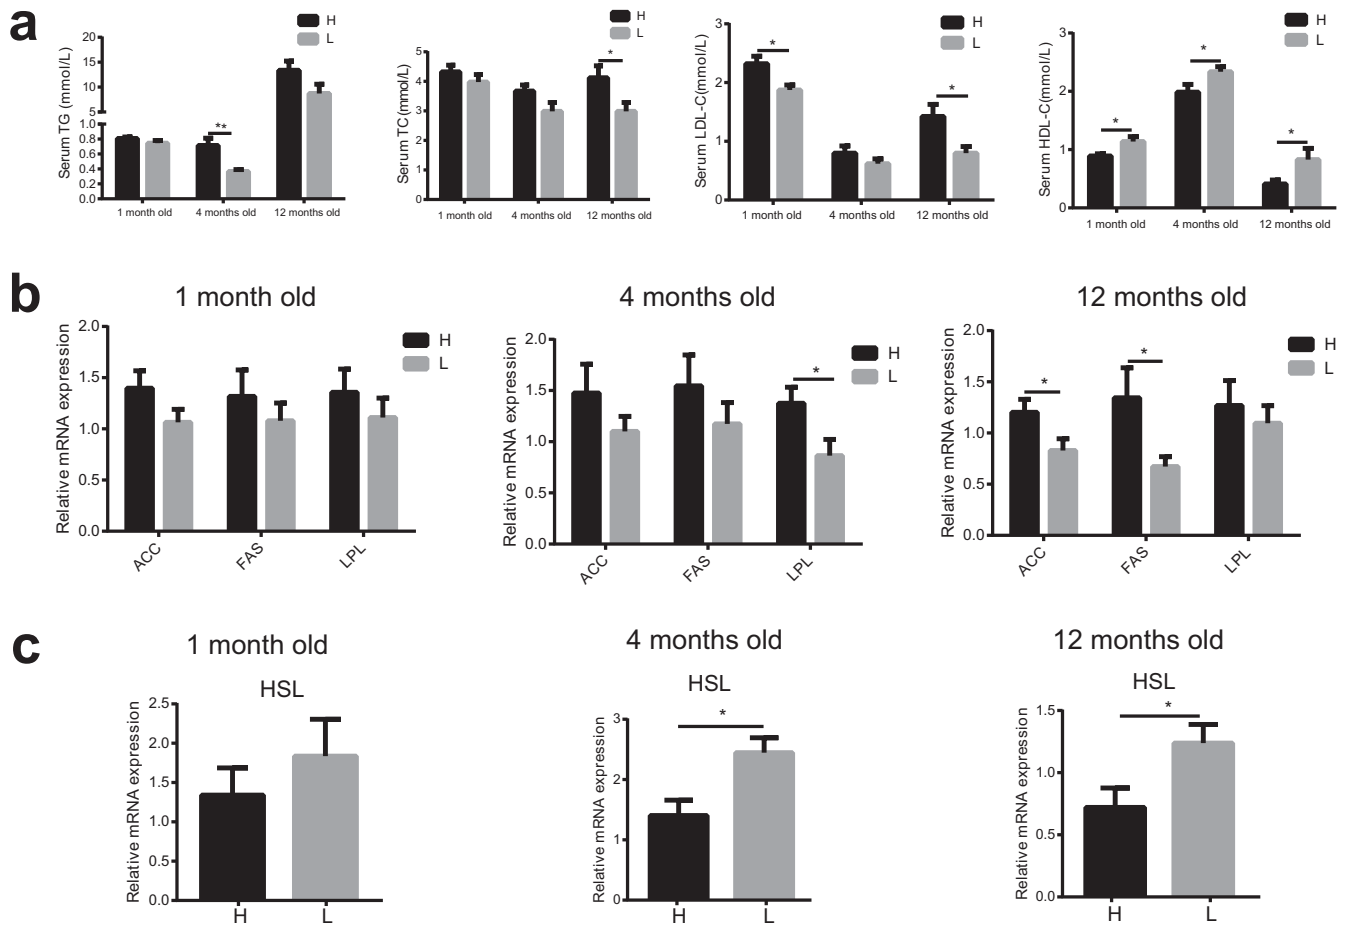 a
Serum TG (mmol/L)
20
15
10
5
1.0
0.8
0.6
0.4
0.2
0.0
**
H
L
1 month old
4 months old
12 months old
Serum TC(mmol/L)
5
4
3
2
1
0
*
H
L
1 month old
4 months old
12 months old
Serum LDL-C(mmol/L)
3
2
1
0
*
*
H
L
1 month old
4 months old
12 months old
Serum HDL-C(mmol/L)
3
2
1
0
*
*
*
H
L
1 month old
4 months old
12 months old
b
1 month old
Relative mRNA expression
2.0
1.5
1.0
0.5
0.0
H
L
ACC
FAS
LPL
4 months old
Relative mRNA expression
2.0
1.5
1.0
0.5
0.0
*
H
L
ACC
FAS
LPL
12 months old
Relative mRNA expression
2.0
1.5
1.0
0.5
0.0
*
*
H
L
ACC
FAS
LPL
c
1 month old
HSL
Relative mRNA expression
2.5
2.0
1.5
1.0
0.5
0.0
H
L
4 months old
HSL
Relative mRNA expression
3
2
1
0
*
H
L
12 months old
HSL
Relative mRNA expression
1.5
1.0
0.5
0.0
*
H
L